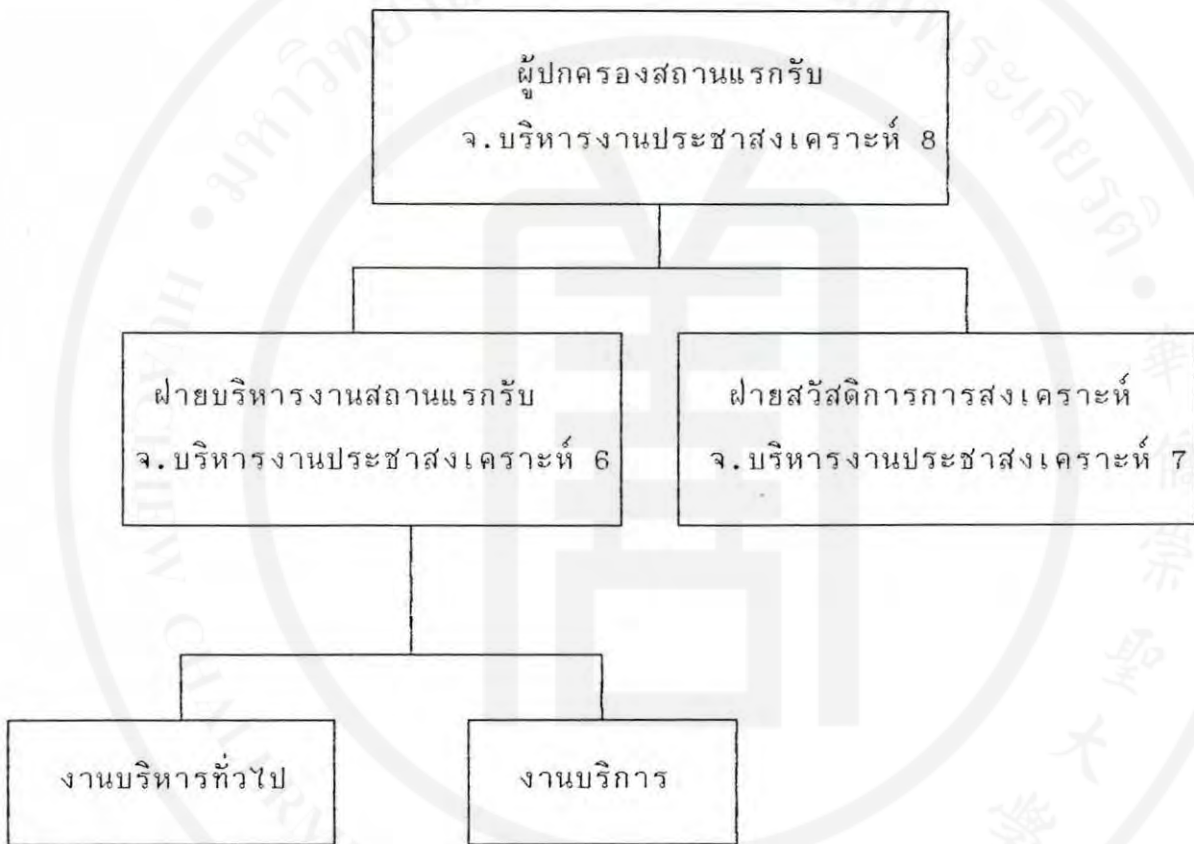 ผู้ปกครองสถานแรกรับ
จ.บริหารงานประชาสงเคราะห์ 8
ฝ่ายบริหารงานสถานแรกรับ
จ.บริหารงานประชาสงเคราะห์ 6
ฝ่ายสวัสดิการการสงเคราะห์
จ.บริหารงานประชาสงเคราะห์ 7
งานบริหารทั่วไป
งานบริการ